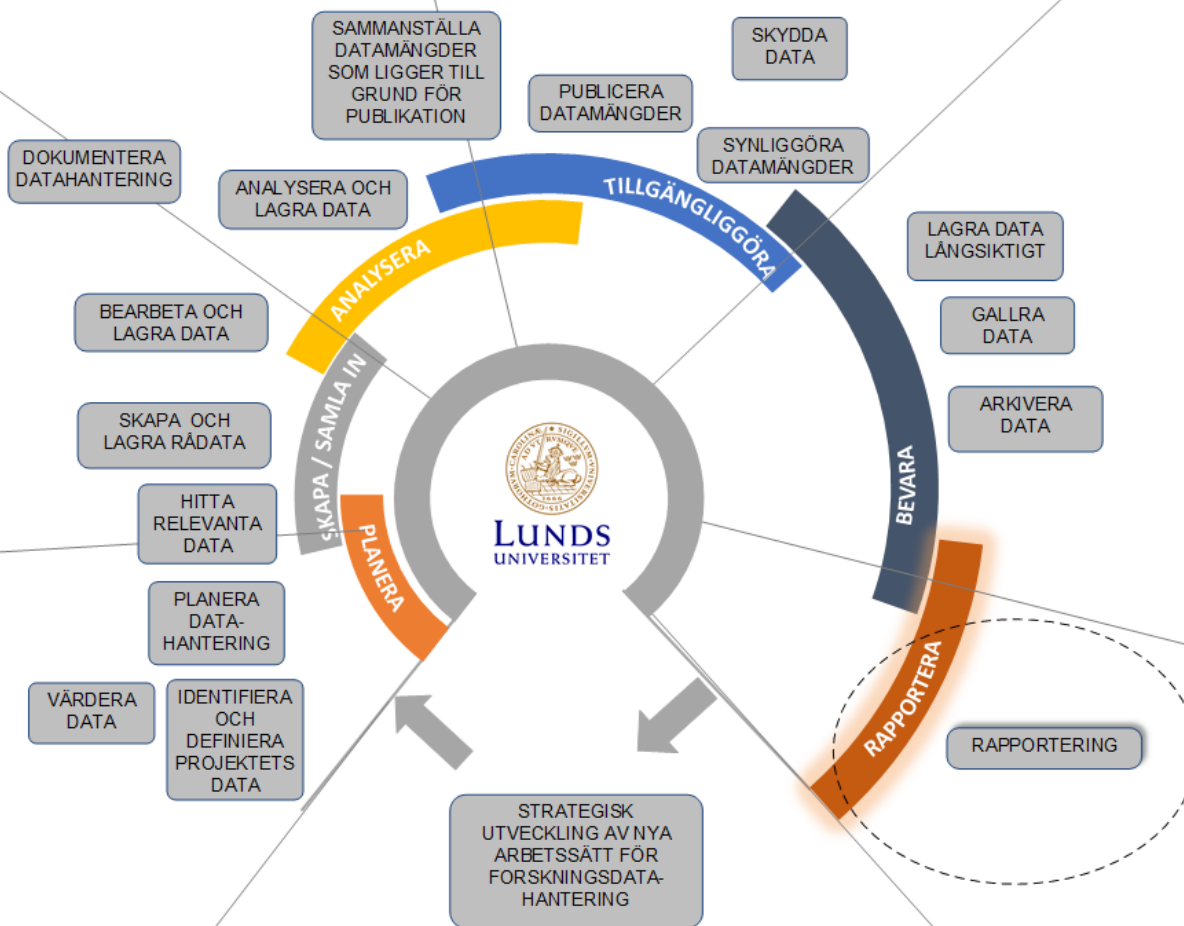 SAMMANSTÄLLA
DATAMÄNGDER
SOM LIGGER TILL
GRUND FÖR
PUBLIKATION
PUBLICERA
DATAMÄNGDER
SKYDDA
DATA
SYNLIGGÖRA
DATAMÄNGDER
DOKUMENTERA
DATAHANTERING
ANALYSERA OCH
LAGRA DATA
TILLGÄNGLIGGÖRA
ANALYSERA
LAGRA DATA
LÅNGSIKTIGT
BEARBETA OCH
LAGRA DATA
GALLRA
DATA
SKAPA OCH
LAGRA RÅDATA
SKAPA / SAMLA IN
ARKIVERA
DATA
BEVARA
HITTA
RELEVANTA
DATA
PLANERA
LUNDS
UNIVERSITET
PLANERA
DATA-
HANTERING
VÄRDERA
DATA
IDENTIFIERA
OCH
DEFINIERA
PROJEKTETS
DATA
RAPPORTERA
RAPPORTERING
STRATEGISK
UTVECKLING AV NYA
ARBETSSÄTT FÖR
FORSKNINGSDATA-
HANTERING